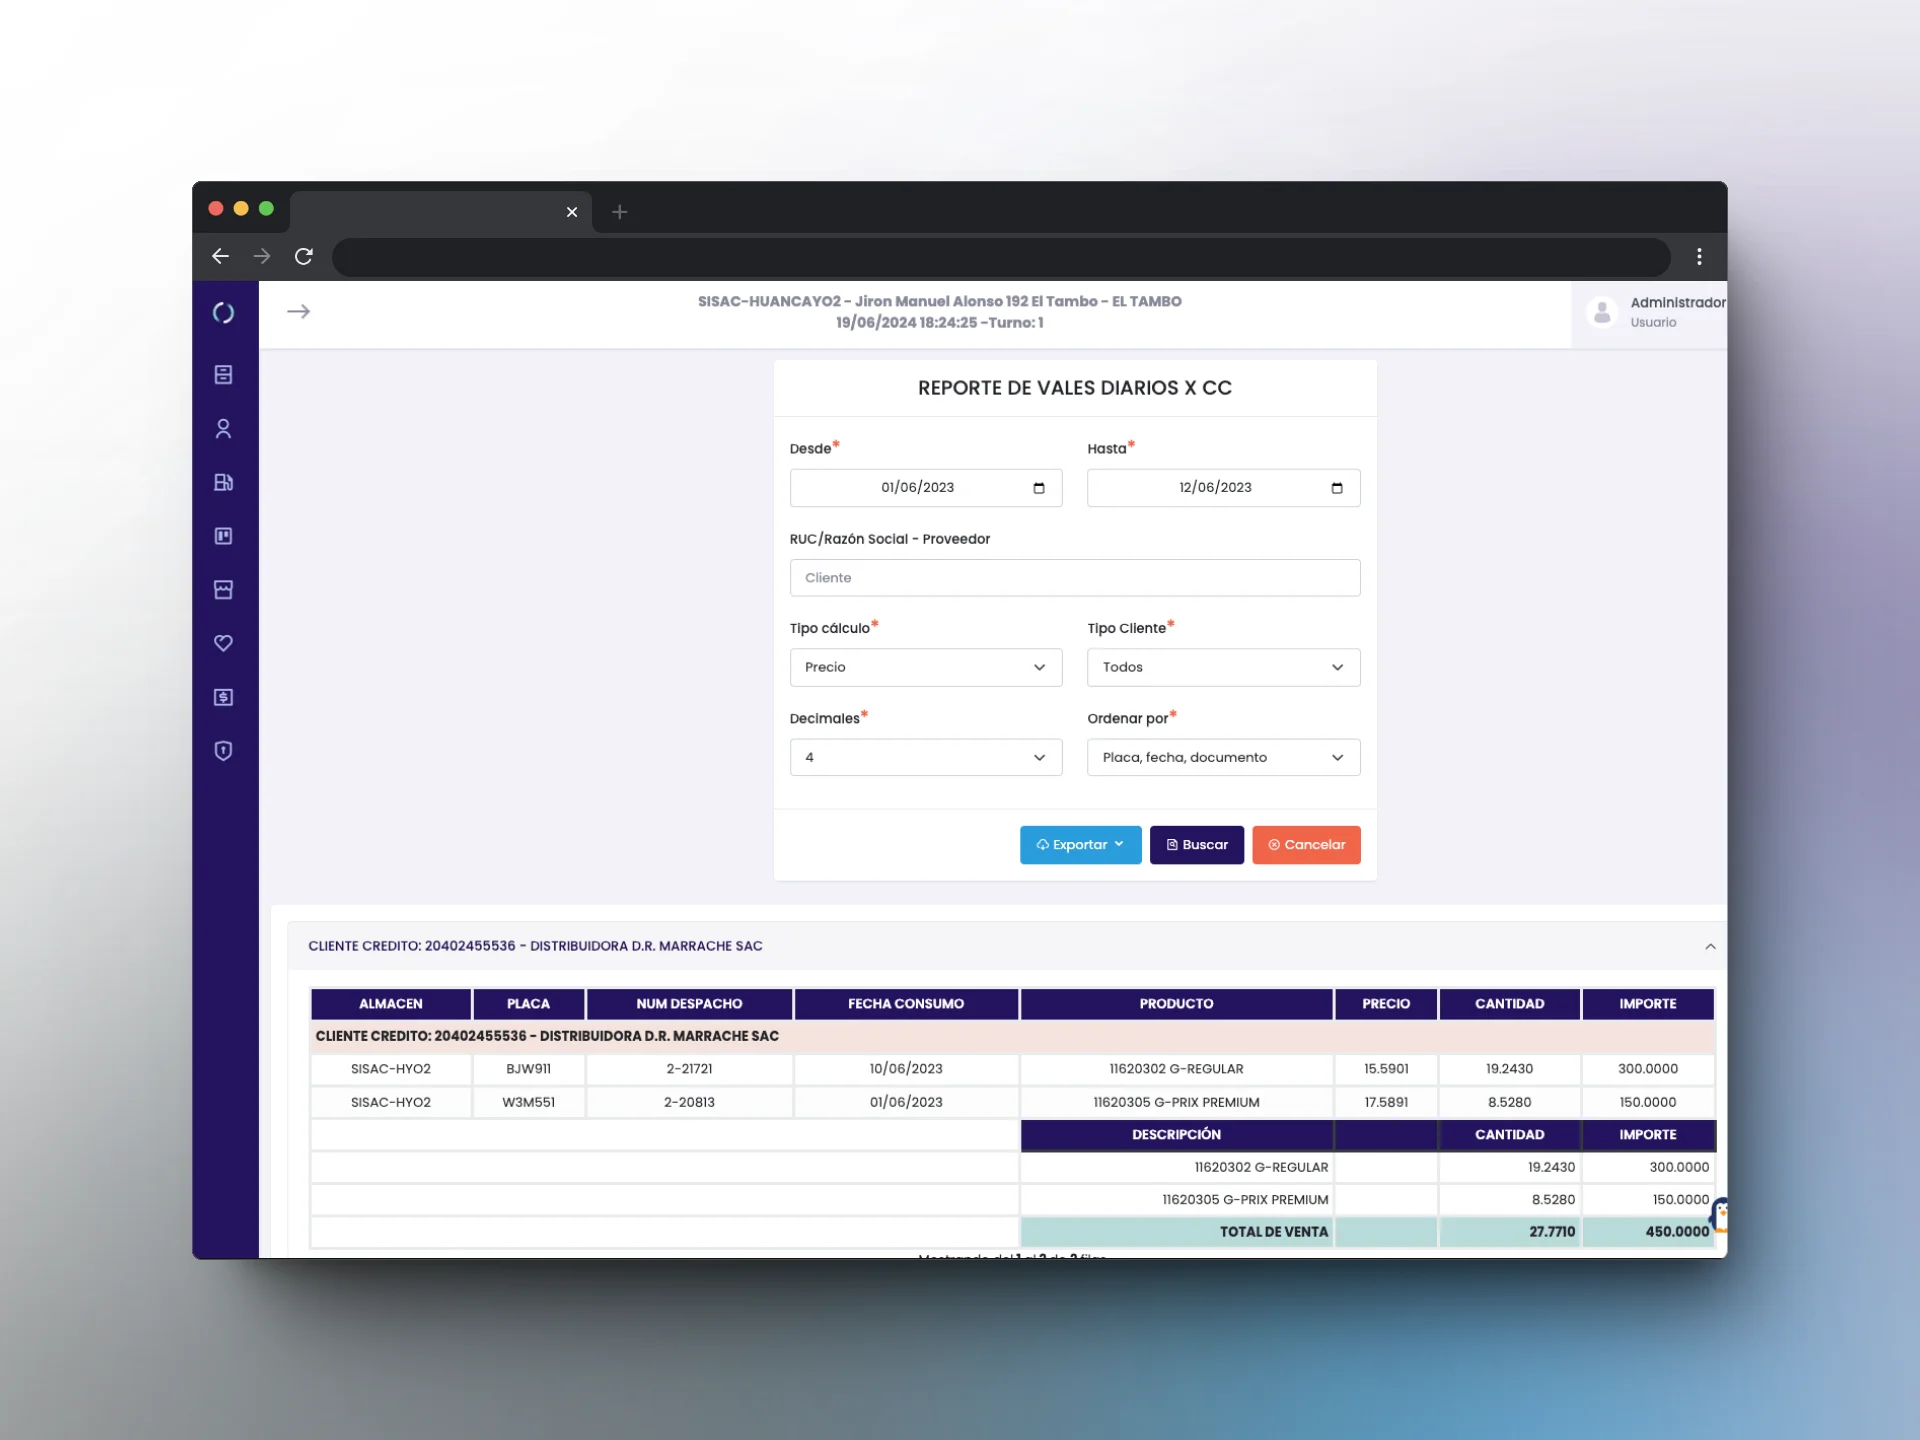 SISAC-HUANCAYO2 - Jiron Manuel Alonso 192 El Tambo - EL TAMBO
19/06/2024 18:24:25 -Turno: 1
Administrador
Usuario
REPORTE DE VALES DIARIOS X CC
Desde* Hasta*
01/06/2023 12/06/2023
RUC/Razón Social - Proveedor
Cliente
Tipo cálculo* Tipo Cliente*
Precio Todos
Decimales* Ordenar por*
4 Placa, fecha, documento
Exportar Buscar Cancelar
CLIENTE CREDITO: 20402455536 - DISTRIBUIDORA D.R. MARRACHE SAC
ALMACEN PLACA NUM DESPACHO FECHA CONSUMO PRODUCTO PRECIO CANTIDAD IMPORTE
CLIENTE CREDITO: 20402455536 - DISTRIBUIDORA D.R. MARRACHE SAC
SISAC-HYO2 BJW911 2-21721 10/06/2023 11620302 G-REGULAR 15.5901 19.2430 300.0000
SISAC-HYO2 W3M551 2-20813 01/06/2023 11620305 G-PRIX PREMIUM 17.5891 8.5280 150.0000
DESCRIPCIÓN CANTIDAD IMPORTE
11620302 G-REGULAR 19.2430 300.0000
11620305 G-PRIX PREMIUM 8.5280 150.0000
TOTAL DE VENTA 27.7710 450.0000